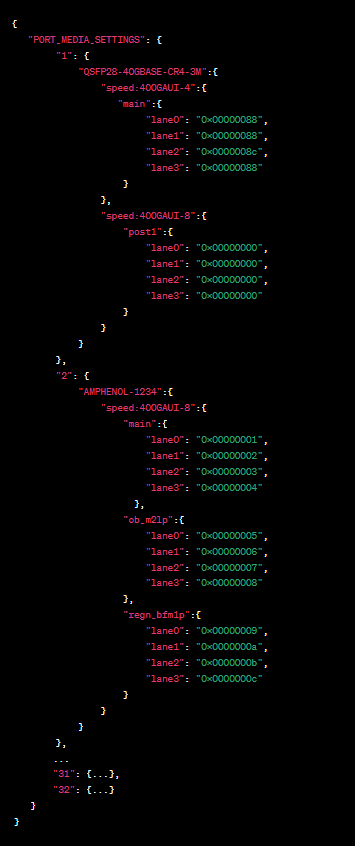 {
"PORT_MEDIA_SETTINGS": {
"1": {
"QSFP28-40GBASE-CR4-3M":{
"speed:400GAUI-4":{
"main":{
"lane0": "0x00000088",
"lane1": "0x00000088",
"lane2": "0x0000008c",
"lane3": "0x00000088"
}
},
"speed:400GAUI-8":{
"post1":{
"lane0": "0x00000000",
"lane1": "0x00000000",
"lane2": "0x00000000",
"lane3": "0x00000000"
}
}
}
},
"2": {
"AMPHENOL-1234":{
"speed:400GAUI-8":{
"main":{
"lane0": "0x00000001",
"lane1": "0x00000002",
"lane2": "0x00000003",
"lane3": "0x00000004"
},
"ob_m2lp":{
"lane0": "0x00000005",
"lane1": "0x00000006",
"lane2": "0x00000007",
"lane3": "0x00000008"
},
"regn_bfm1p":{
"lane0": "0x00000009",
"lane1": "0x0000000a",
"lane2": "0x0000000b",
"lane3": "0x0000000c"
}
}
}
},
...
"31": {...},
"32": {...}
}
}